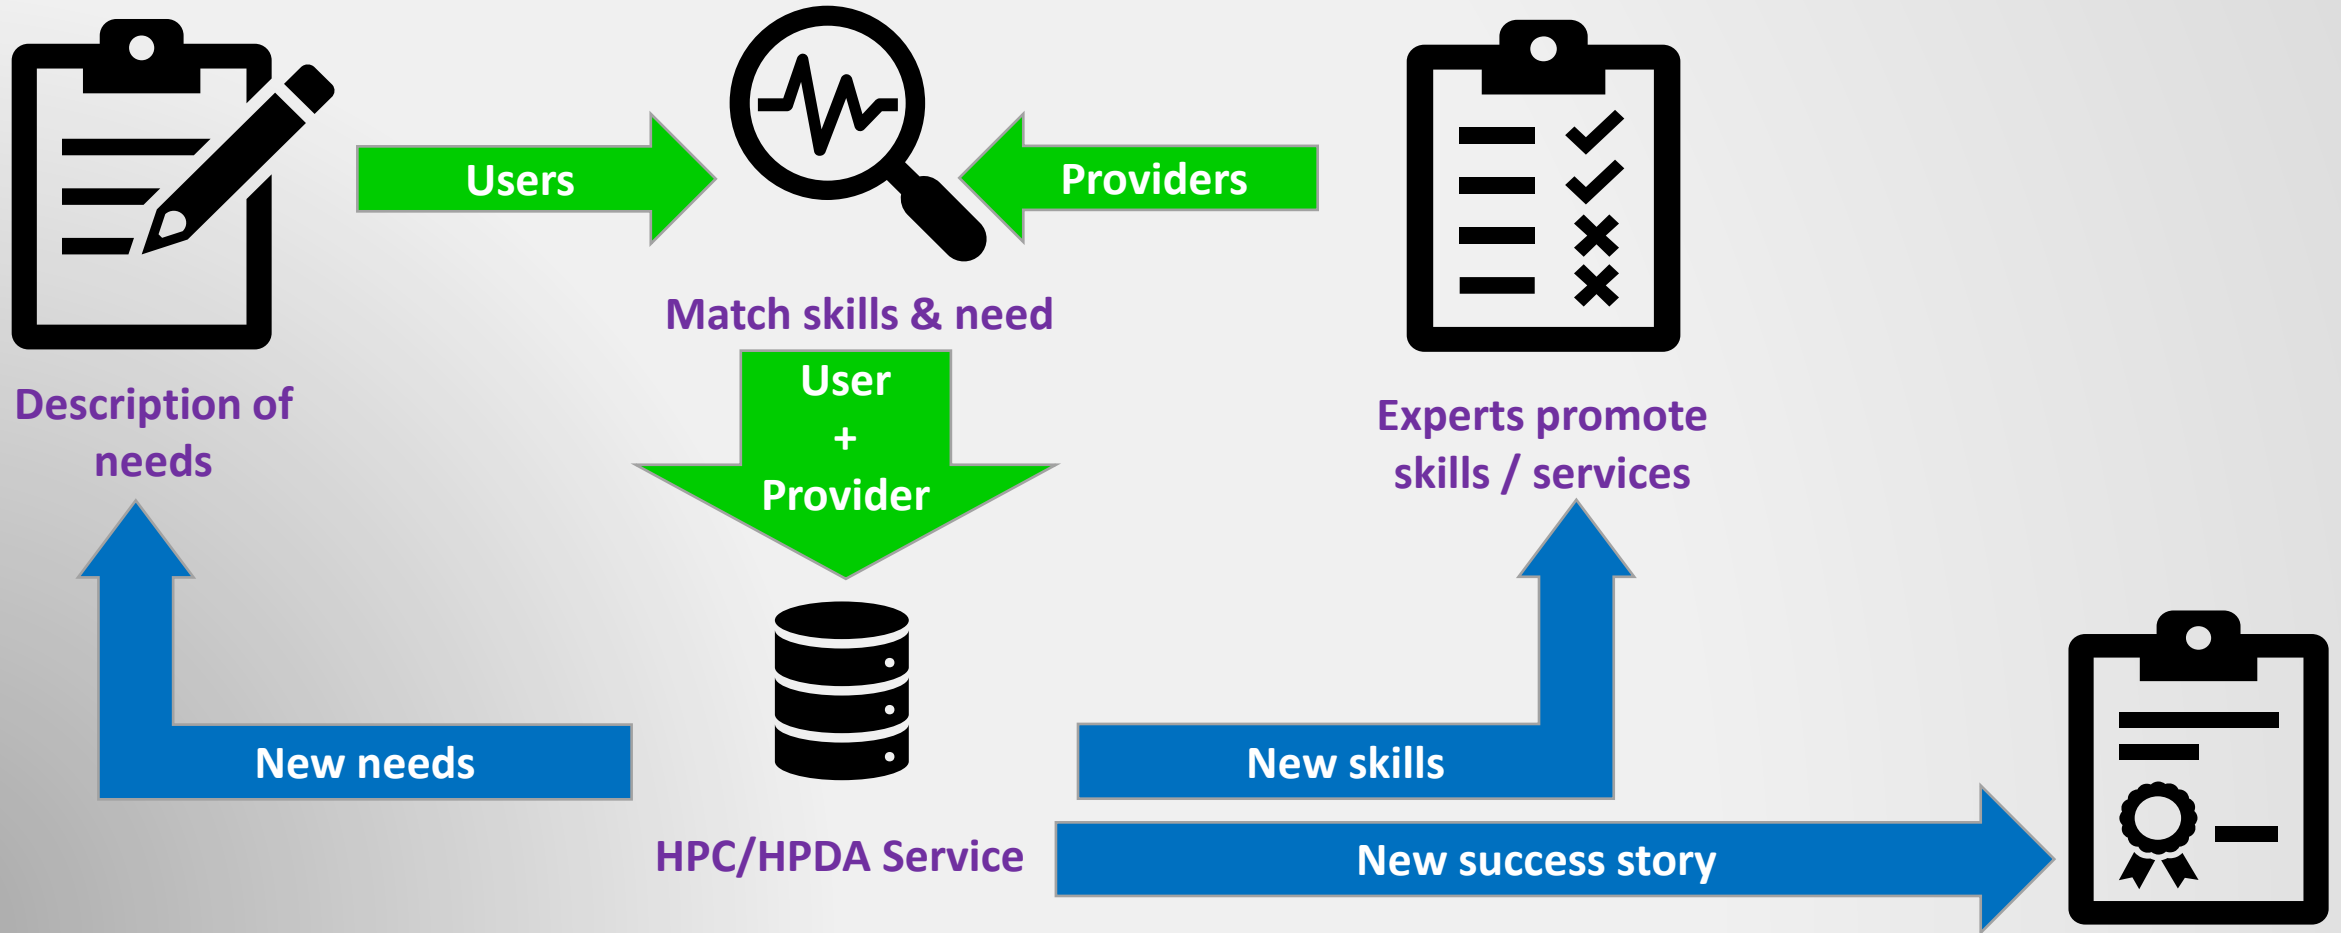 Users
Providers
Match skills & need
Description of
needs
User
+
Provider
Experts promote
skills / services
New needs
New skills
HPC/HPDA Service
New success story